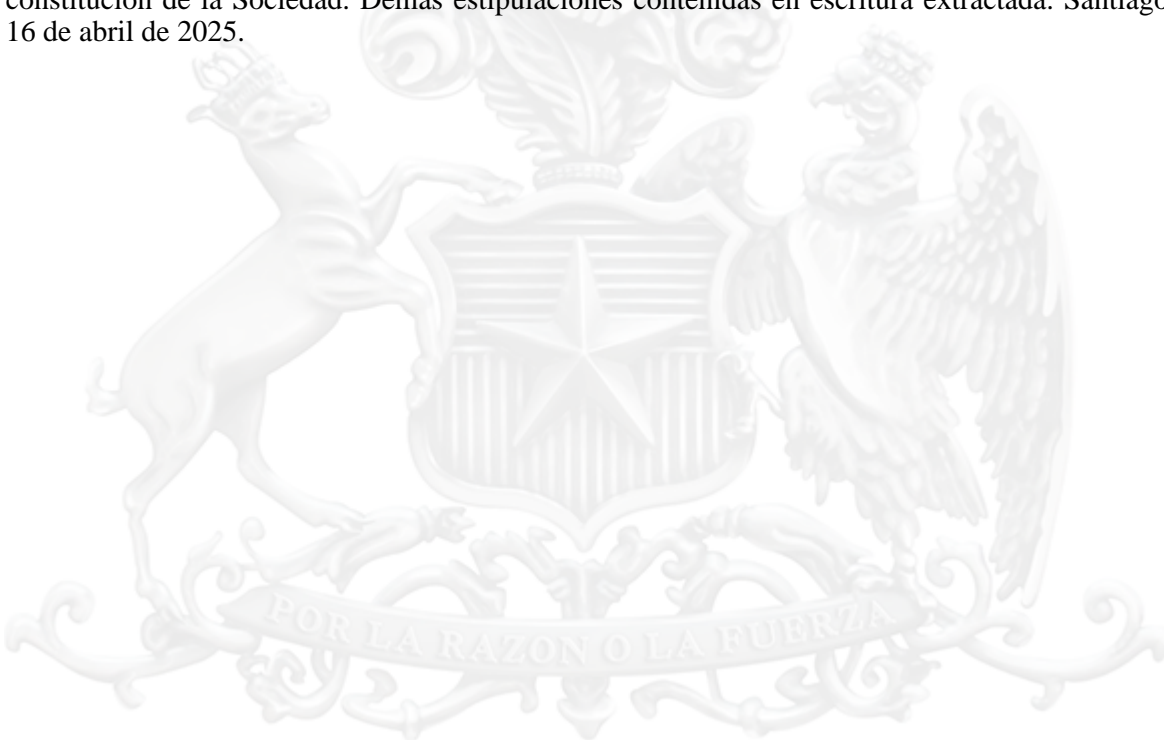 constitución de la Sociedad. Demás estipulaciones contenidas en escritura extractada. Santiago
16 de abril de 2025.
POR LA RAZON O LA FUERZA